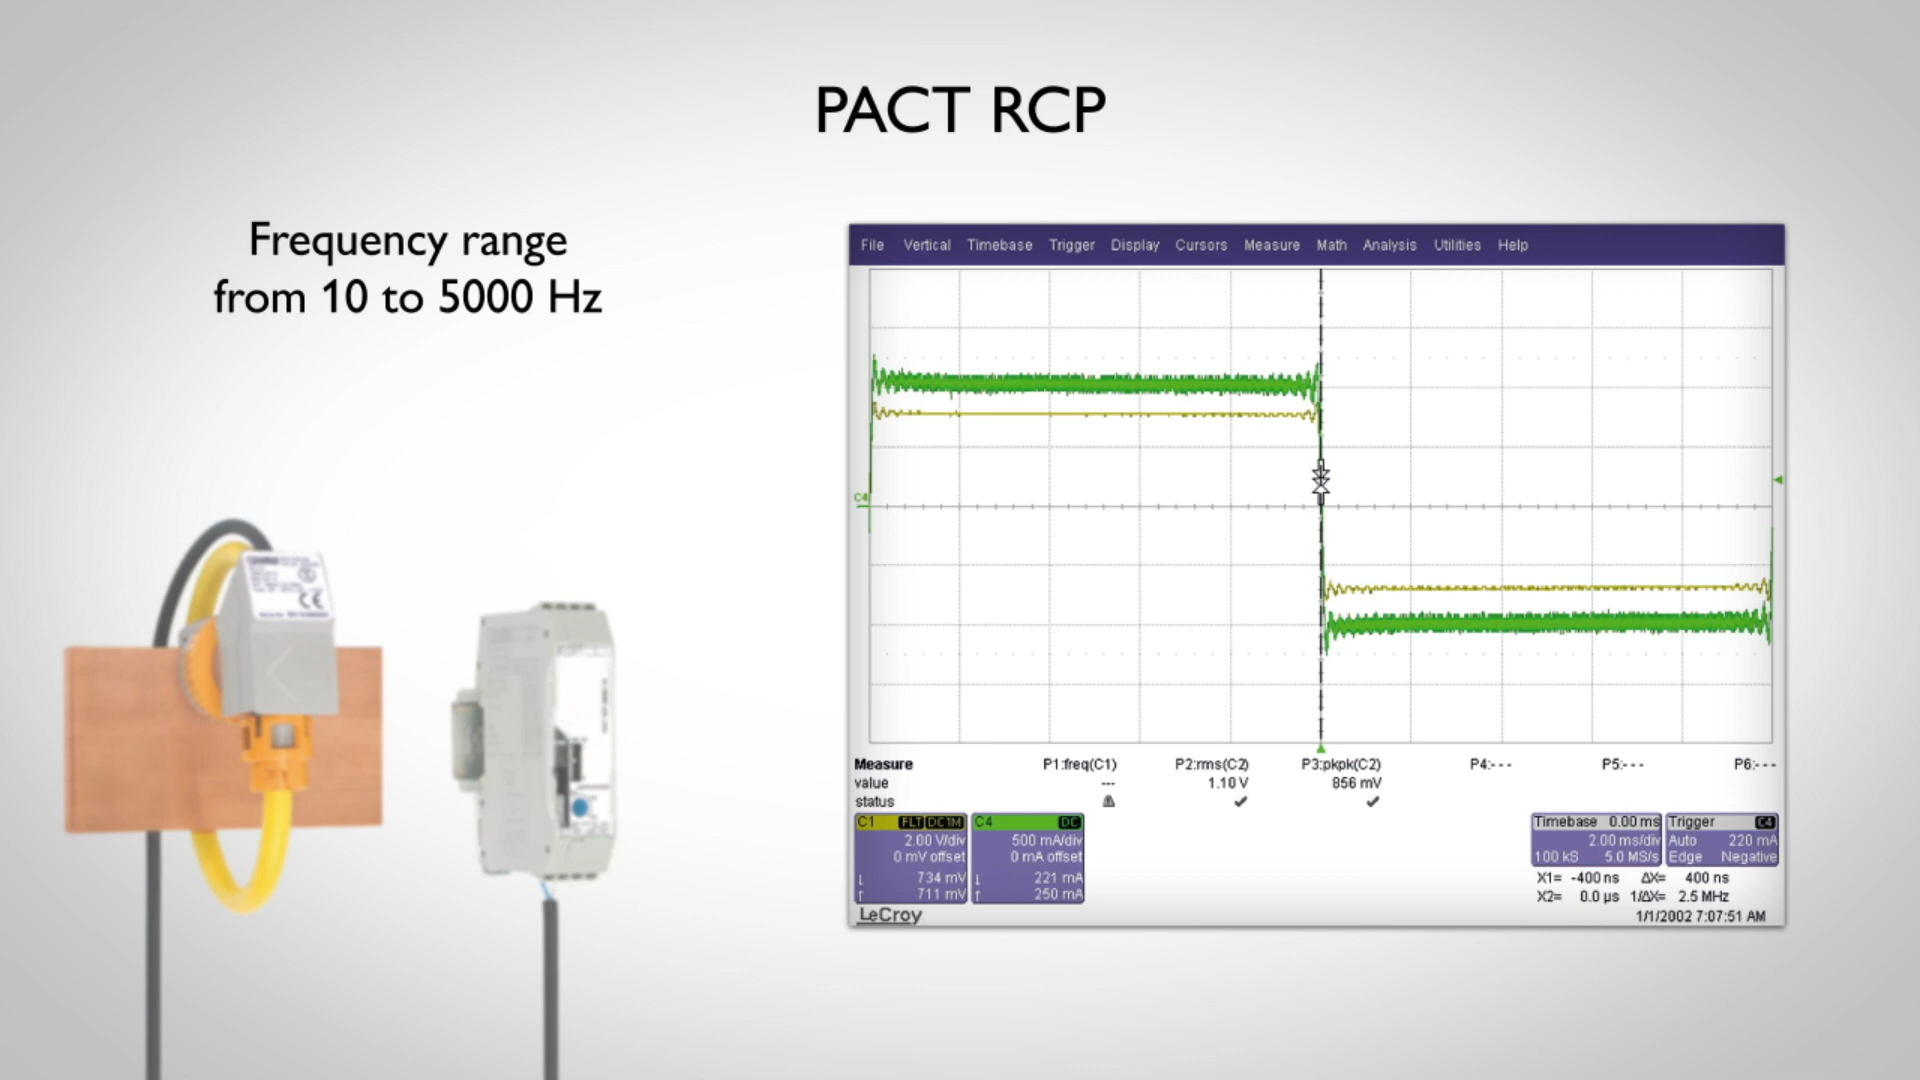 PACT RCP
Frequency range
from 10 to 5000 Hz
File Vertical Timebase Trigger Display Cursors Measure Math Analysis Utilities Help
C4
Measure P1:freq(C1) P2:rms(C2) P3:pkpk(C2) P4:--- P5:--- P6:---
value --- 1.10 V 856 mV
status
C1 FLT DC1M C4 DC Timebase 0.00 ms Trigger C4
2.00 V/div 500 mA/div 2.00 ms/div Auto 220 mA
0 mV offset 0 mA offset 100 kS 5.0 MS/s Edge Negative
734 mV 221 mA X1= -400 ns ΔX= 400 ns
711 mV 250 mA X2= 0.0 µs 1/ΔX= 2.5 MHz
LeCroy 1/1/2002 7:07:51 AM
CE